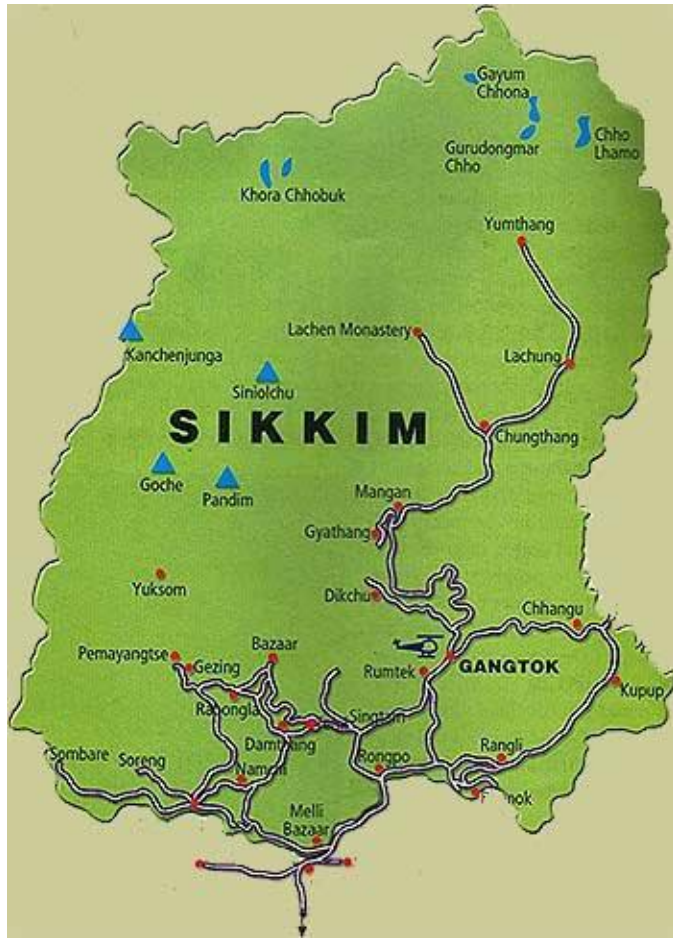 Gayum
Chhona
Gurudongmar
Chho
Chho
Lhamo
Khora Chhobuk
Yumthang
Lachen Monastery
Kanchenjunga
Lachung
Siniolchu
SIKKIM
Chungthang
Goche
Pandim
Mangan
Gyathang
Yuksom
Dikchu
Chhangu
Pemayangtse
Bazaar
Gezing
Rumtek
GANGTOK
Kupup
Singtam
Damthang
Sombare
Soreng
Rongpo
Rangli
Melli
Bazaar